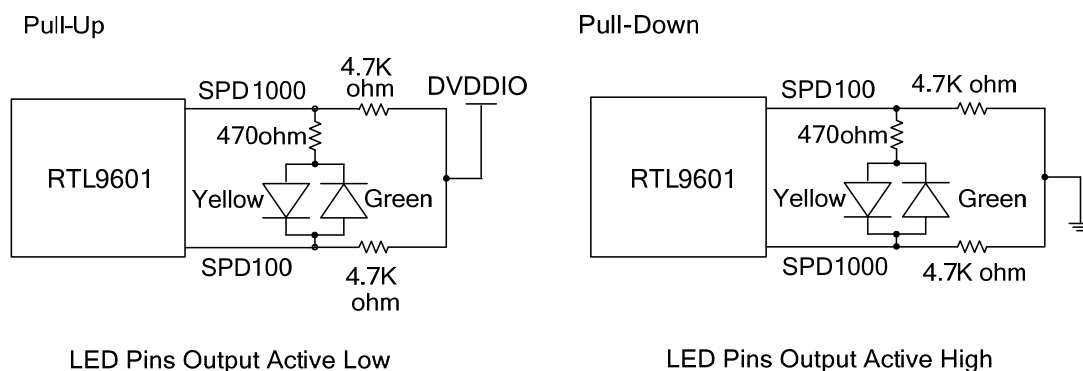 Pull-Up
SPD1000
4.7K
ohm
DVDDIO
470ohm
RTL9601
Yellow
Green
SPD100
4.7K
ohm
LED Pins Output Active Low
Pull-Down
SPD100
4.7K ohm
470ohm
RTL9601
Yellow
Green
SPD1000
4.7K ohm
LED Pins Output Active High